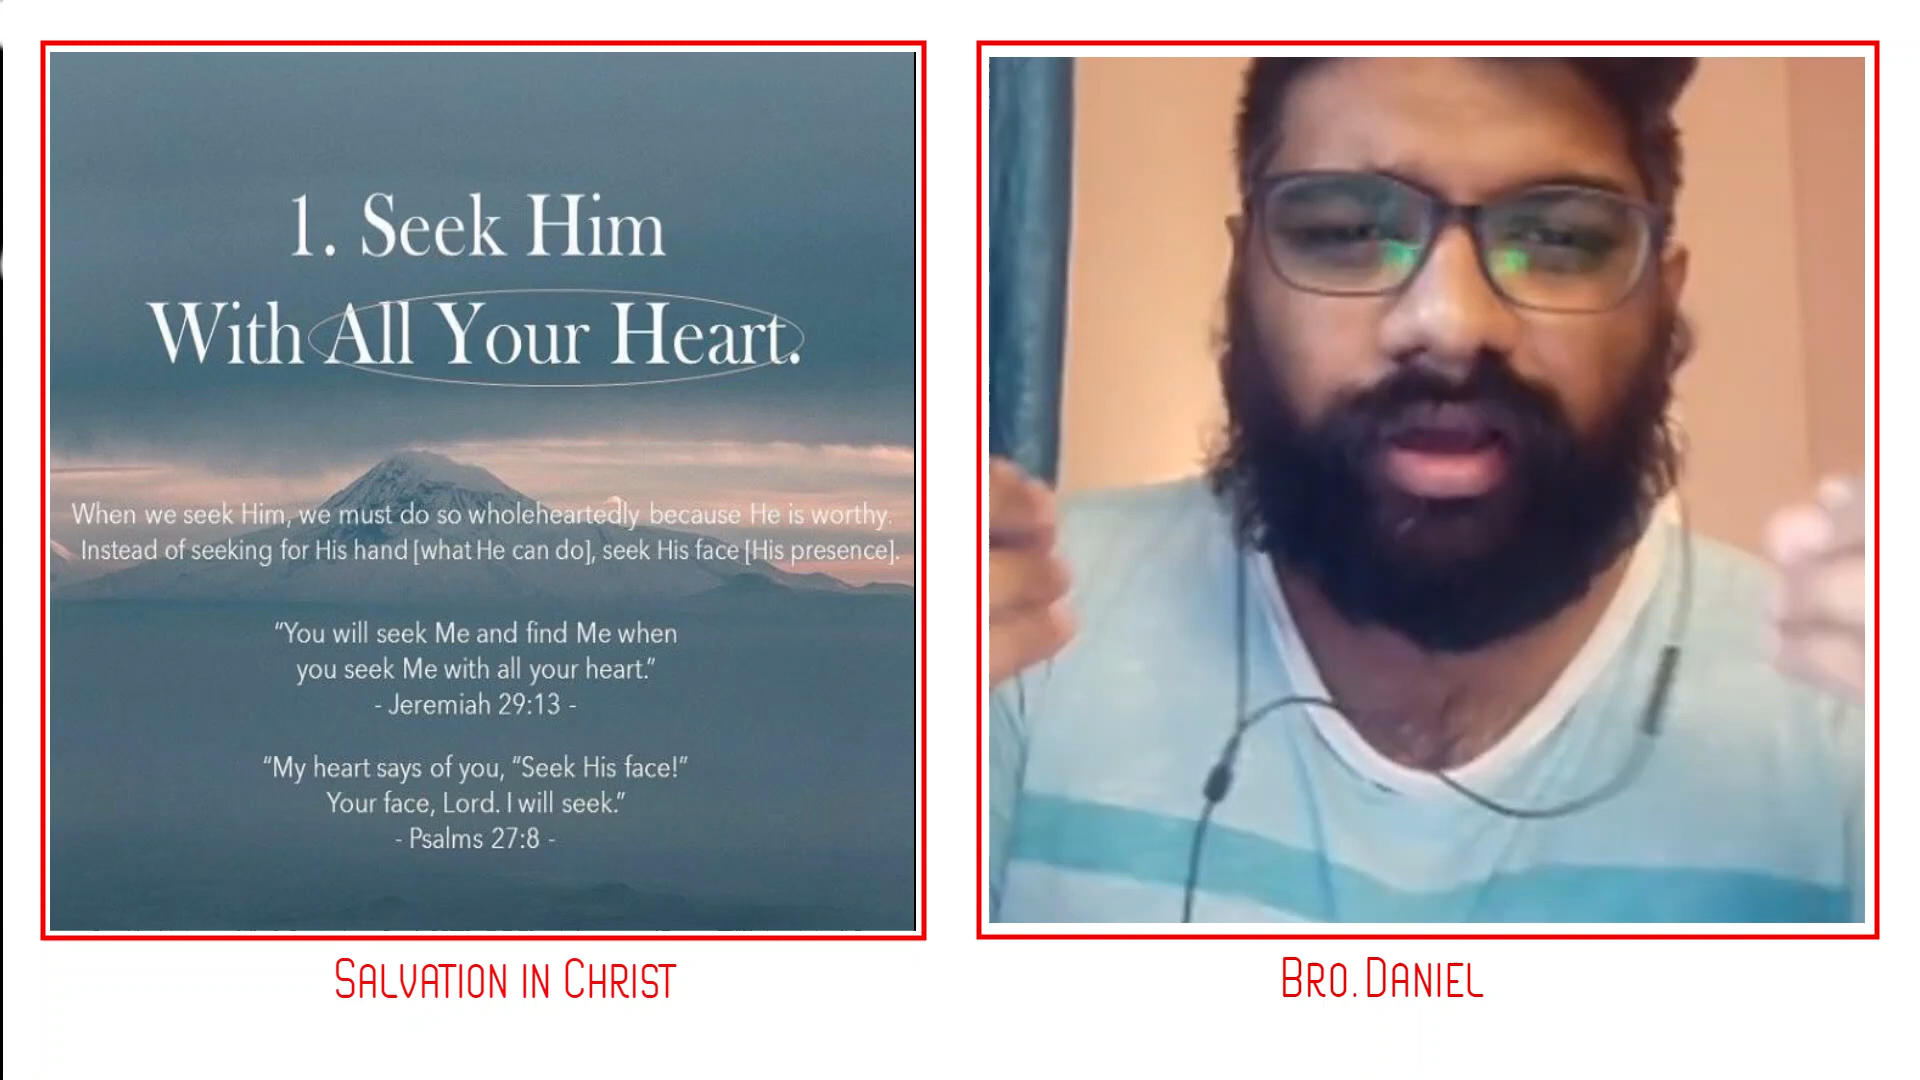 1. Seek Him
With All Your Heart.
When we seek Him, we must do so wholeheartedly because He is worthy.
Instead of seeking for His hand [what He can do], seek His face [His presence].
“You will seek Me and find Me when
you seek Me with all your heart.”
- Jeremiah 29:13 -
“My heart says of you, “Seek His face!”
Your face, Lord. I will seek.”
- Psalms 27:8 -
SALVATION IN CHRIST
BRO. DANIEL